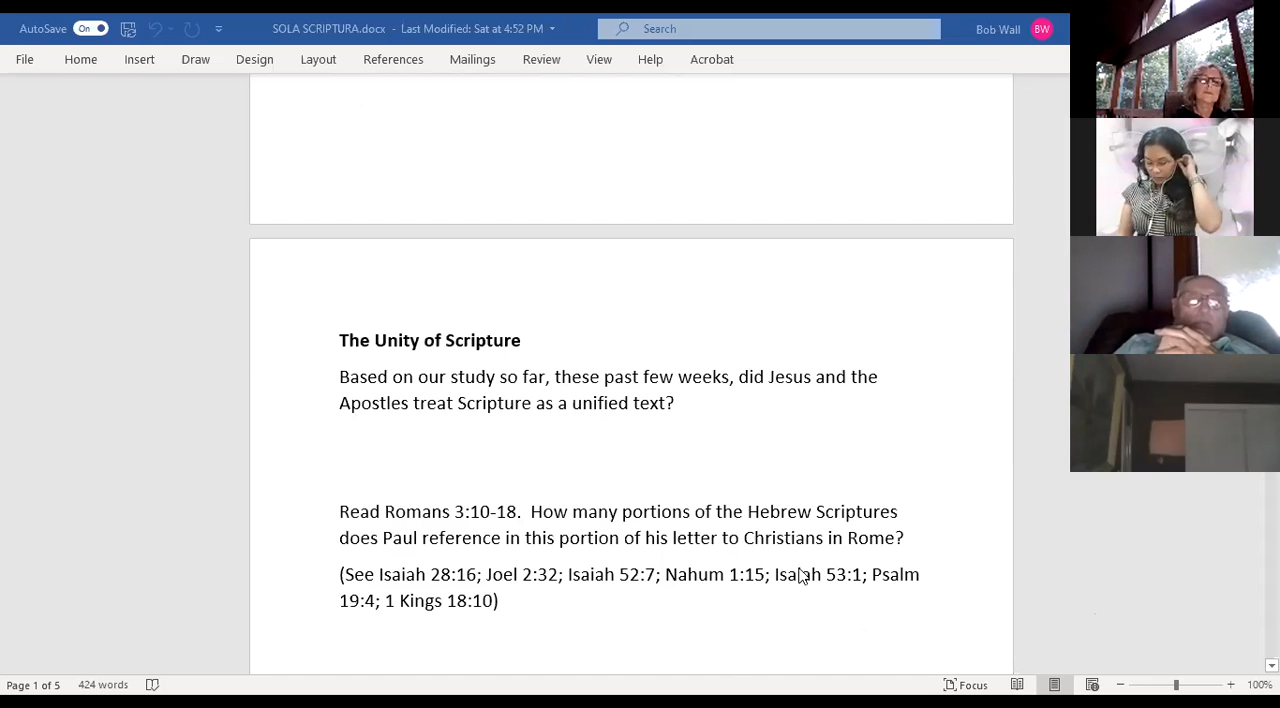 AutoSave On SOLA SCRIPTURA.docx - Last Modified: Sat at 4:52 PM Search Bob Wall BW
File Home Insert Draw Design Layout References Mailings Review View Help Acrobat
The Unity of Scripture
Based on our study so far, these past few weeks, did Jesus and the
Apostles treat Scripture as a unified text?
Read Romans 3:10-18. How many portions of the Hebrew Scriptures
does Paul reference in this portion of his letter to Christians in Rome?
(See Isaiah 28:16; Joel 2:32; Isaiah 52:7; Nahum 1:15; Isaiah 53:1; Psalm
19:4; 1 Kings 18:10)
Page 1 of 5 424 words Focus 100%